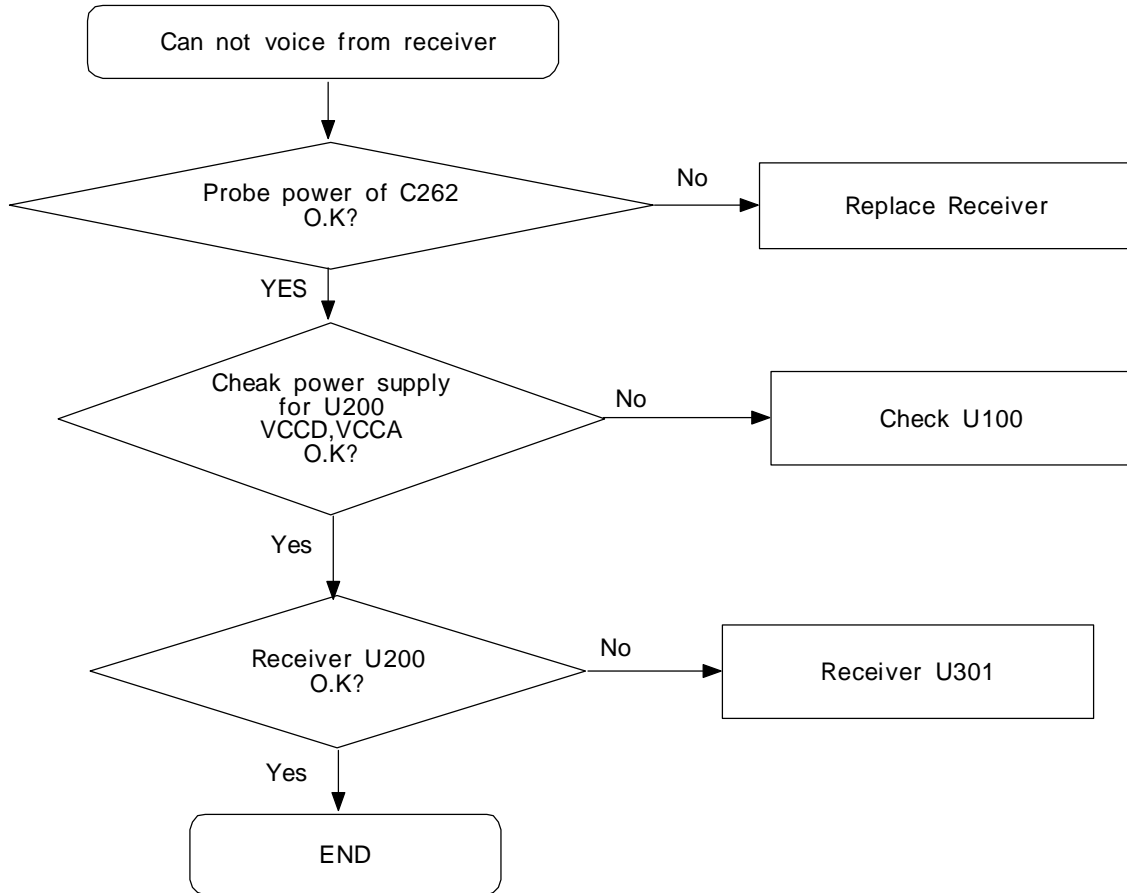 Can not voice from receiver
Probe power of C262
O.K?
No
Replace Receiver
YES
Cheak power supply
for U200
VCCD,VCCA
O.K?
No
Check U100
Yes
Receiver U200
O.K?
No
Receiver U301
Yes
END